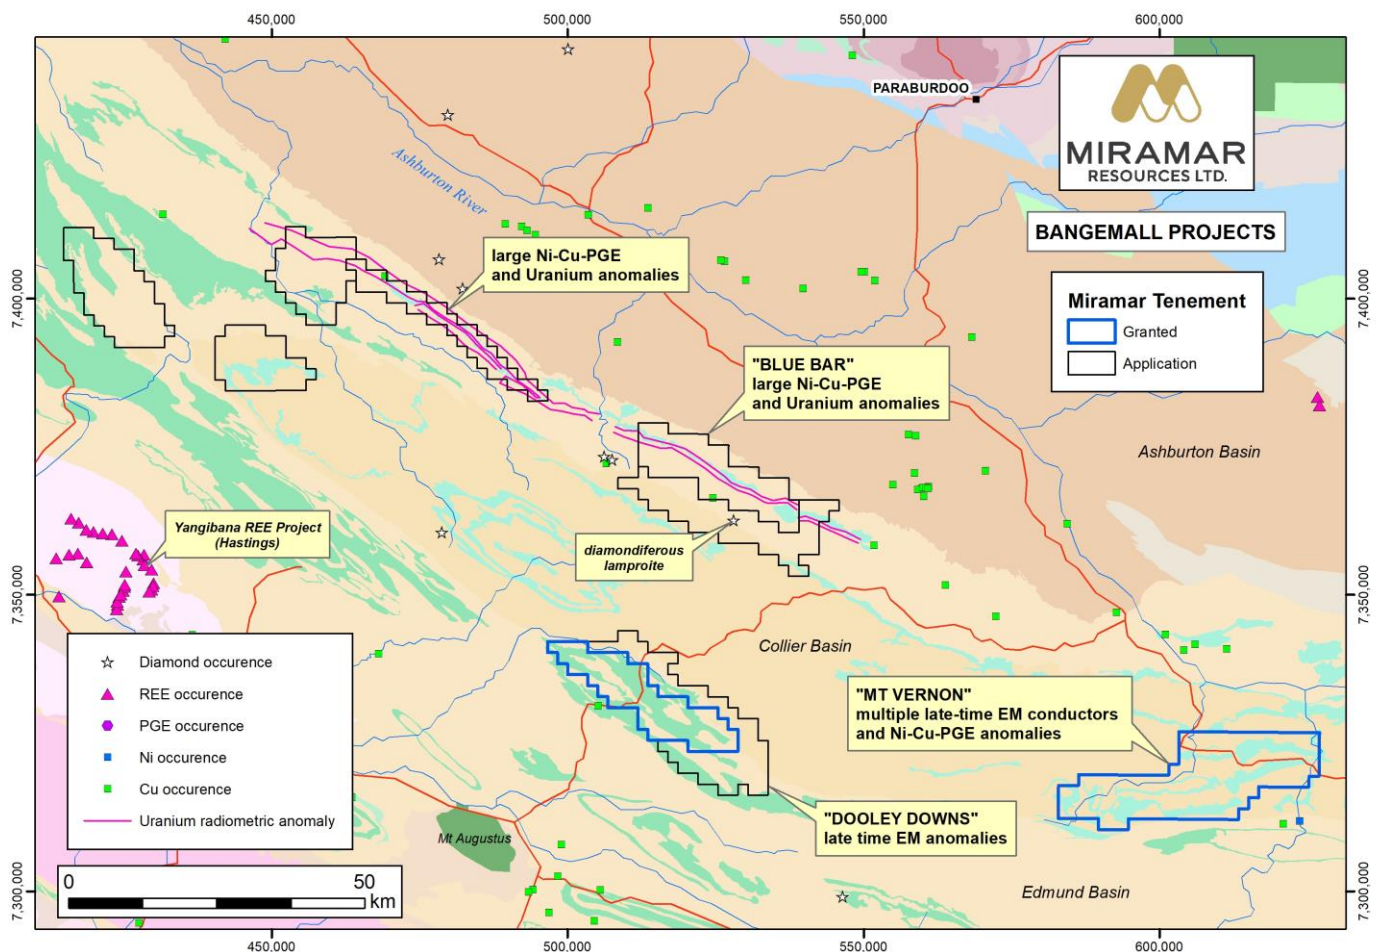 450,000
500,000
550,000
600,000
PARABURDOO
MIRAMAR
RESOURCES LTD.
Ashburton River
BANGEMALL PROJECTS
large Ni-Cu-PGE
and Uranium anomalies
Miramar Tenement
Granted
Application
7,400,000
7,400,000
"BLUE BAR"
large Ni-Cu-PGE
and Uranium anomalies
Ashburton Basin
Yangibana REE Project
(Hastings)
diamondiferous
lamproite
7,350,000
7,350,000
Collier Basin
Diamond occurence
REE occurence
PGE occurence
Ni occurence
Cu occurence
Uranium radiometric anomaly
"MT VERNON"
multiple late-time EM conductors
and Ni-Cu-PGE anomalies
"DOOLEY DOWNS"
late time EM anomalies
Mt Augustus
0
50
km
Edmund Basin
7,300,000
7,300,000
450,000
500,000
550,000
600,000